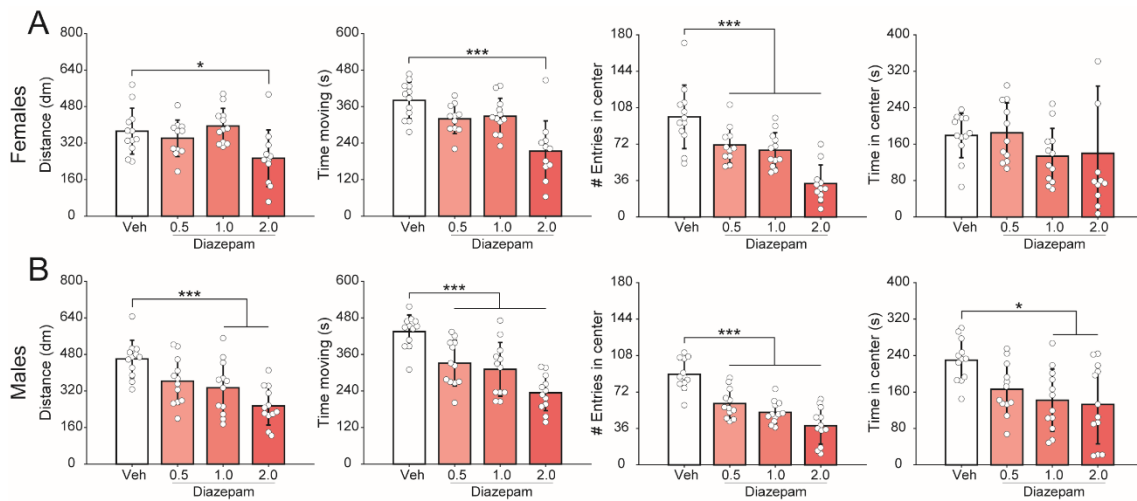 A
Females
Distance (dm)
800
640
480
320
160
0
*
Veh
0.5
1.0
2.0
Diazepam
Time moving (s)
600
480
360
240
120
0
***
Veh
0.5
1.0
2.0
Diazepam
# Entries in center
180
144
108
72
36
0
***
Veh
0.5
1.0
2.0
Diazepam
Time in center (s)
400
320
240
160
80
0
Veh
0.5
1.0
2.0
Diazepam
B
Males
Distance (dm)
800
640
480
320
160
0
***
Veh
0.5
1.0
2.0
Diazepam
Time moving (s)
600
480
360
240
120
0
***
Veh
0.5
1.0
2.0
Diazepam
# Entries in center
180
144
108
72
36
0
***
Veh
0.5
1.0
2.0
Diazepam
Time in center (s)
400
320
240
160
80
0
*
Veh
0.5
1.0
2.0
Diazepam